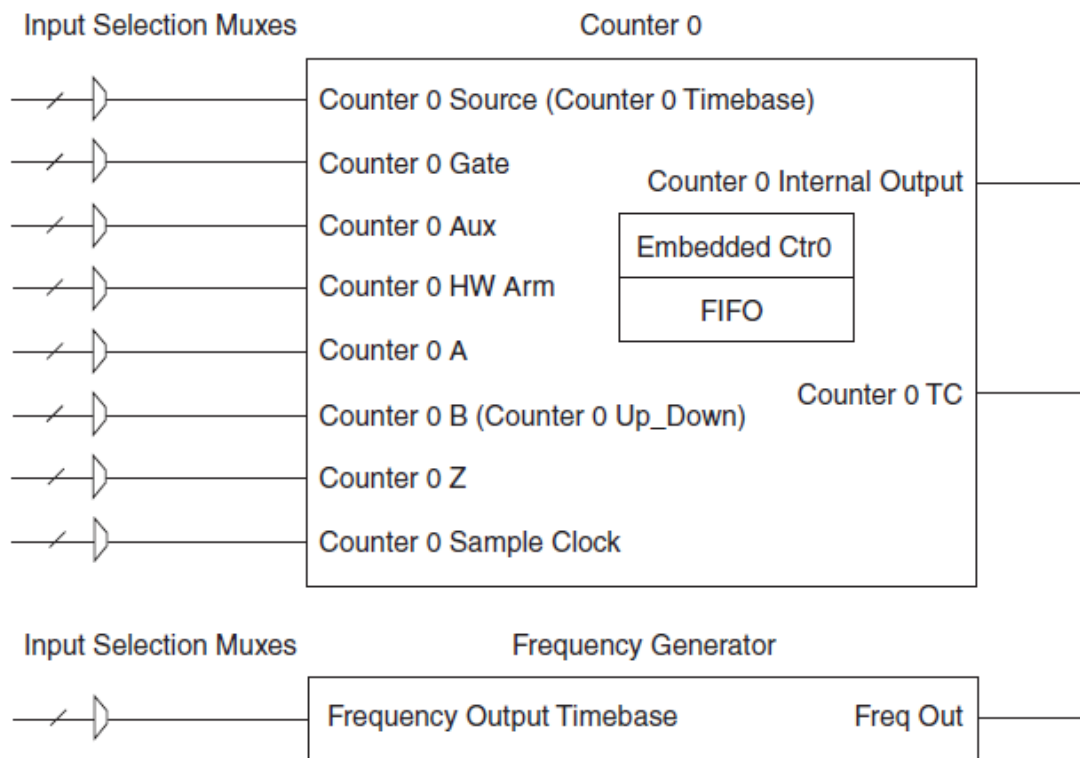 Input Selection Muxes
Counter 0
Counter 0 Source (Counter 0 Timebase)
Counter 0 Gate
Counter 0 Internal Output
Counter 0 Aux
Embedded Ctr0
Counter 0 HW Arm
FIFO
Counter 0 A
Counter 0 TC
Counter 0 B (Counter 0 Up_Down)
Counter 0 Z
Counter 0 Sample Clock
Input Selection Muxes
Frequency Generator
Frequency Output Timebase
Freq Out